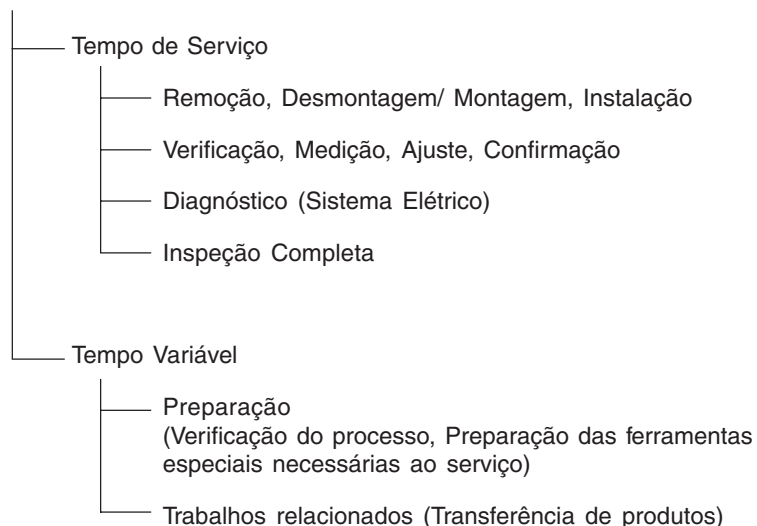 Tempo de Serviço
Remoção, Desmontagem/ Montagem, Instalação
Verificação, Medição, Ajuste, Confirmação
Diagnóstico (Sistema Elétrico)
Inspeção Completa
Tempo Variável
Preparação
(Verificação do processo, Preparação das ferramentas
especiais necessárias ao serviço)
Trabalhos relacionados (Transferência de produtos)